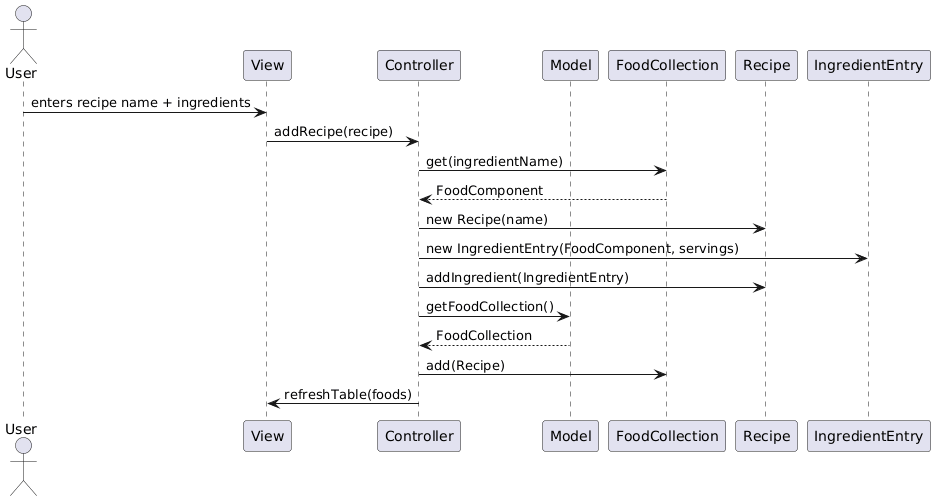 User
View
Controller
Model
FoodCollection
Recipe
IngredientEntry
enters recipe name + ingredients
addRecipe(recipe)
get(ingredientName)
FoodComponent
new Recipe(name)
new IngredientEntry(FoodComponent, servings)
addIngredient(IngredientEntry)
getFoodCollection()
FoodCollection
add(Recipe)
refreshTable(foods)
User
View
Controller
Model
FoodCollection
Recipe
IngredientEntry